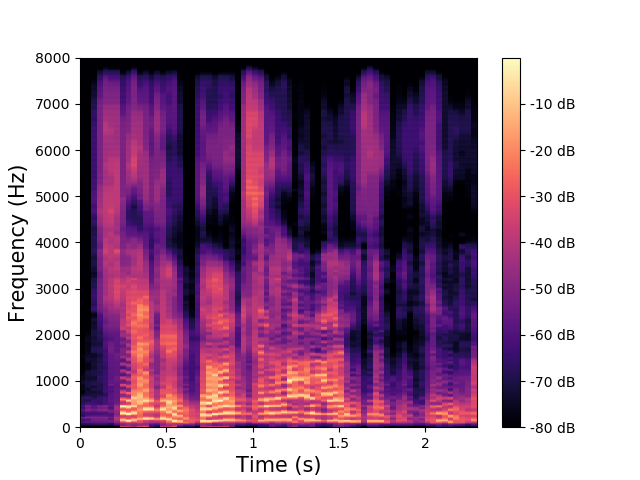 8000
7000
6000
5000
4000
3000
2000
1000
0
Frequency (Hz)
0 0.5 1 1.5 2
Time (s)
-10 dB
-20 dB
-30 dB
-40 dB
-50 dB
-60 dB
-70 dB
-80 dB